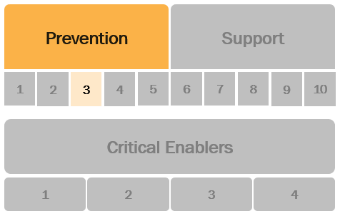 Prevention Support
1 2 3 4 5 6 7 8 9 10
Critical Enablers
1 2 3 4